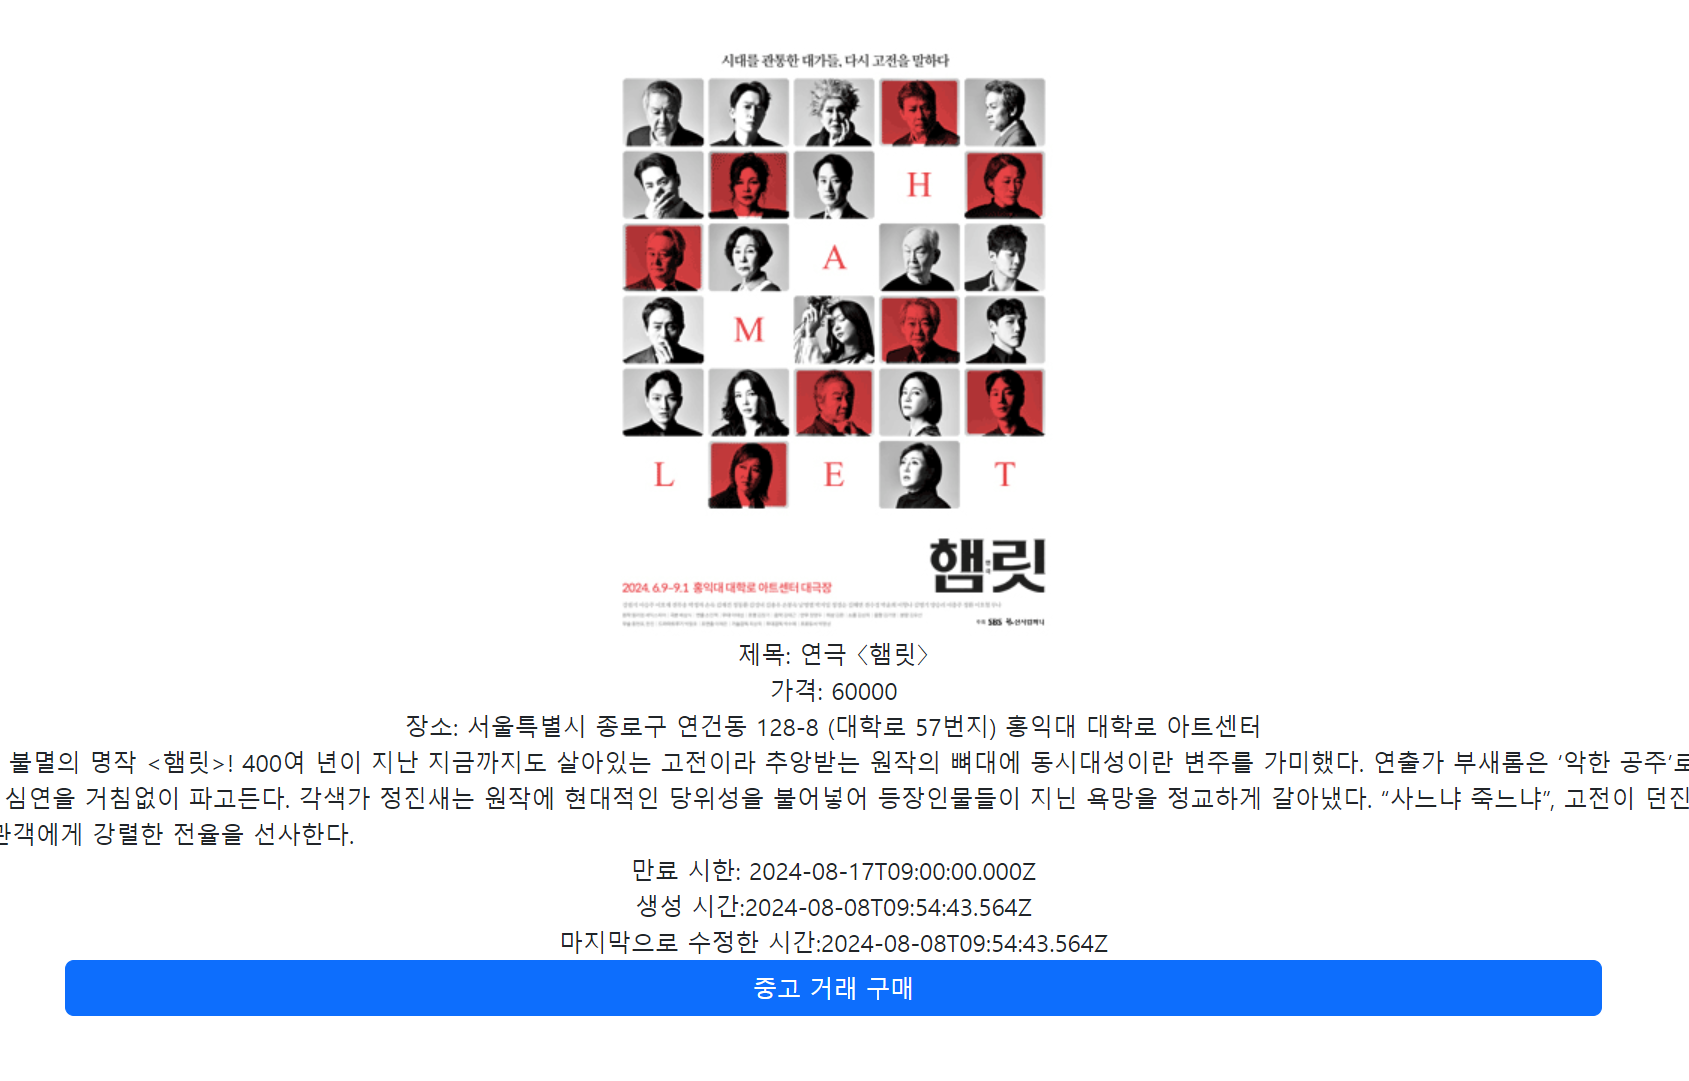 시대를 관통한 대가들, 다시 고전을 말하다
H
A
M
L E T
햄릿
2024. 6.9-9.1 홍익대 대학로 아트센터 대극장
SBS 신시컴퍼니
제목: 연극 〈햄릿〉
가격: 60000
장소: 서울특별시 종로구 연건동 128-8 (대학로 57번지) 홍익대 대학로 아트센터
불멸의 명작 <햄릿>! 400여 년이 지난 지금까지도 살아있는 고전이라 추앙받는 원작의 뼈대에 동시대성이란 변주를 가미했다. 연출가 부새롬은 ‘악한 공주’로
심연을 거침없이 파고든다. 각색가 정진새는 원작에 현대적인 당위성을 불어넣어 등장인물들이 지닌 욕망을 정교하게 갈아냈다. “사느냐 죽느냐”, 고전이 던진
관객에게 강렬한 전율을 선사한다.
만료 시한: 2024-08-17T09:00:00.000Z
생성 시간:2024-08-08T09:54:43.564Z
마지막으로 수정한 시간:2024-08-08T09:54:43.564Z
중고 거래 구매